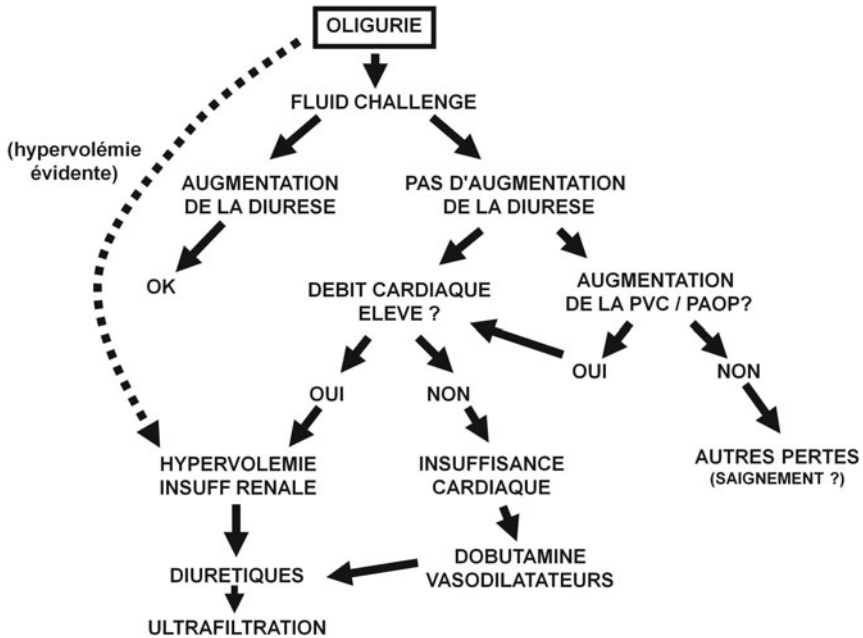 OLIGURIE
FLUID CHALLENGE
(hypervolémie
évidente)
AUGMENTATION
DE LA DIURESE
PAS D'AUGMENTATION
DE LA DIURESE
OK
DEBIT CARDIAQUE
ELEVE ?
AUGMENTATION
DE LA PVC / PAOP?
OUI
NON
OUI
NON
HYPERVOLEMIE
INSUFF RENALE
INSUFFISANCE
CARDIAQUE
AUTRES PERTES
(SAIGNEMENT ?)
DIURETIQUES
DOBUTAMINE
VASODILATATEURS
ULTRAFILTRATION